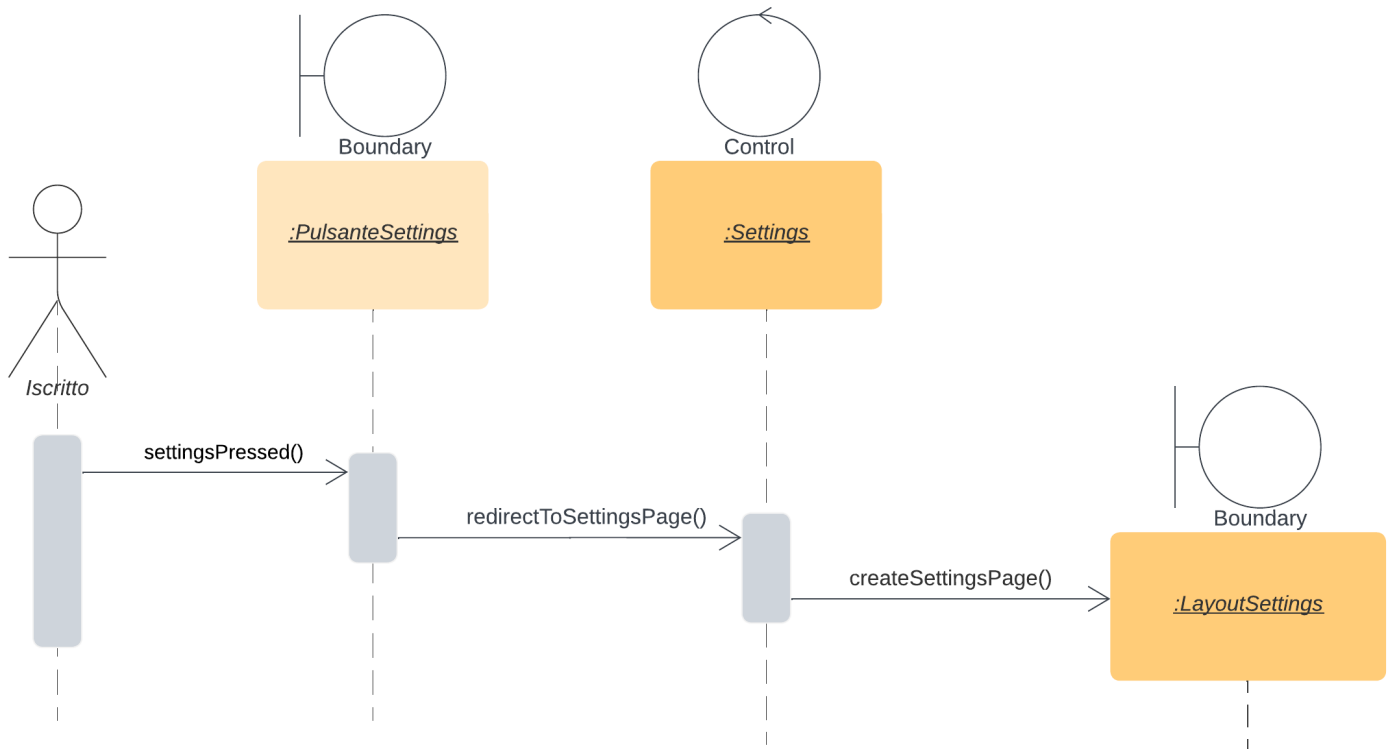 Boundary
Control
:PulsanteSettings
:Settings
Iscritto
settingsPressed()
redirectToSettingsPage()
Boundary
createSettingsPage()
:LayoutSettings